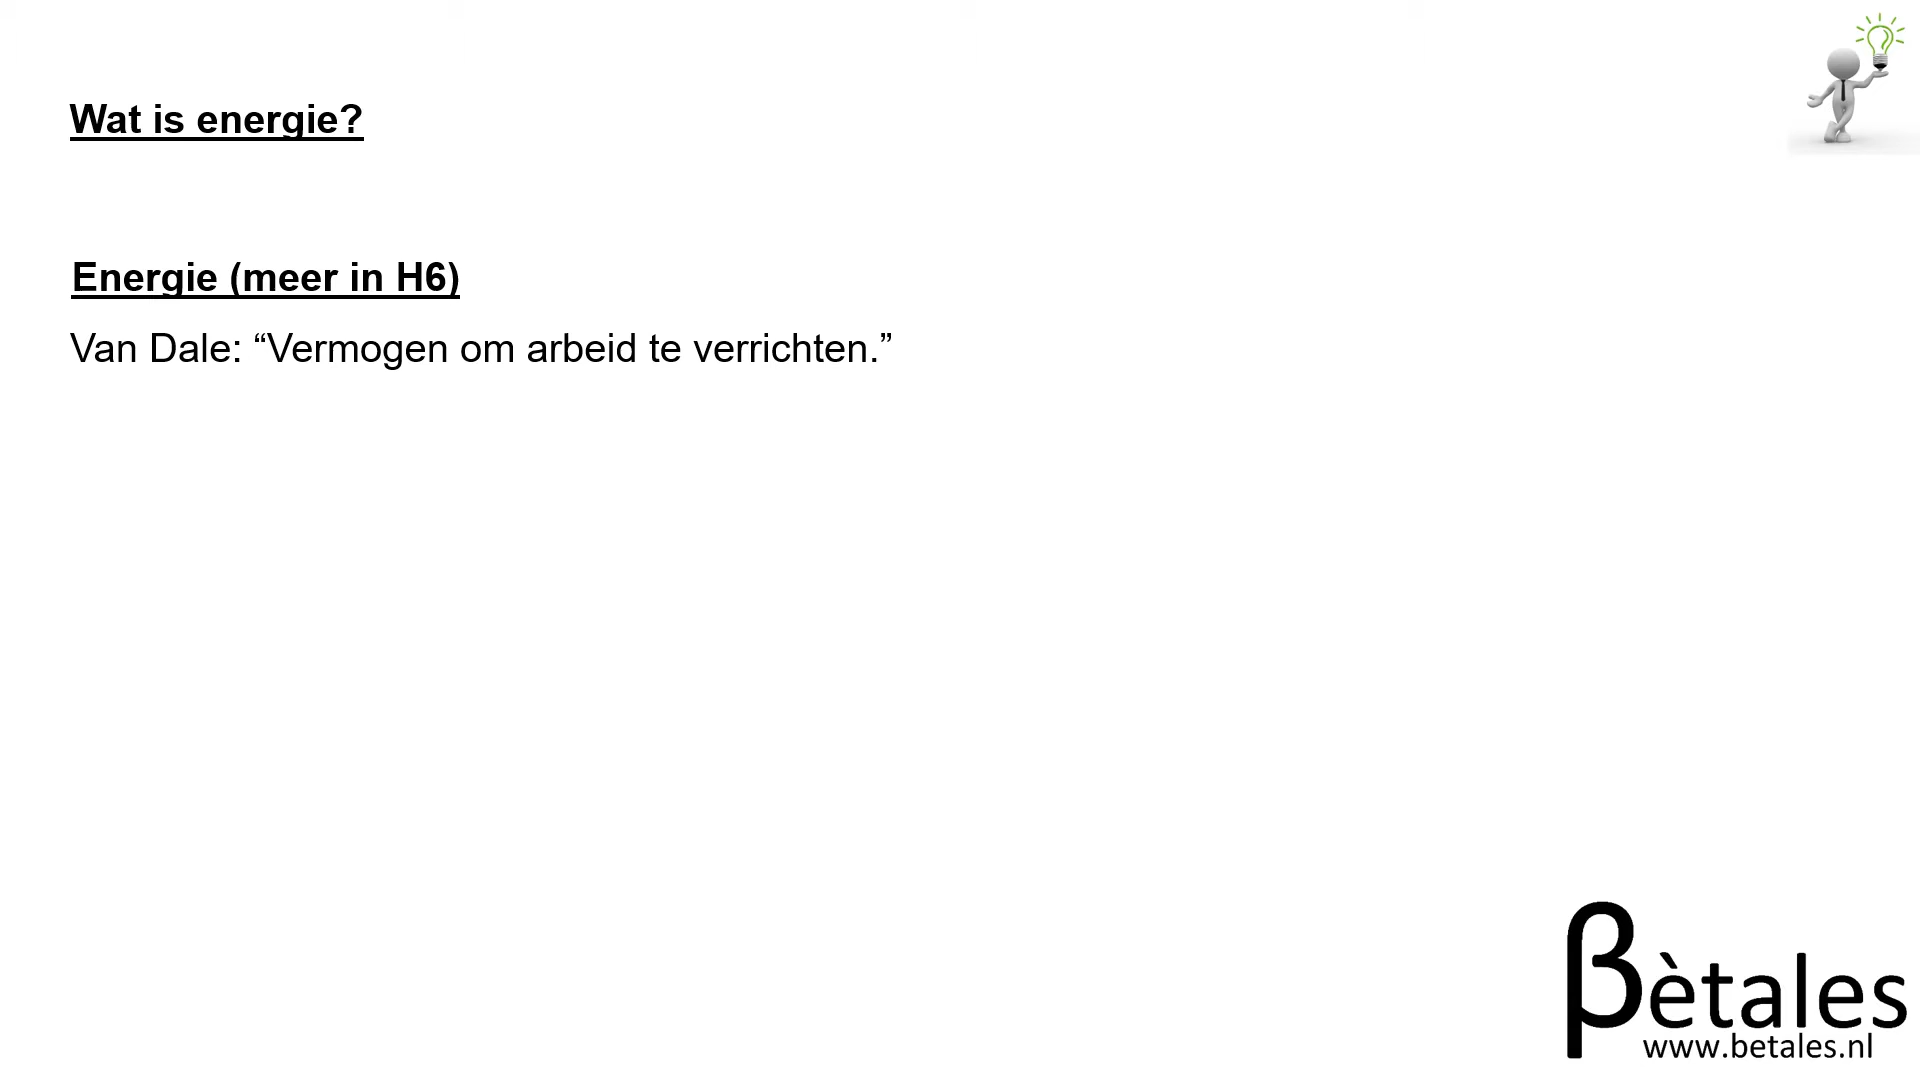 Wat is energie?
Energie (meer in H6)
Van Dale: “Vermogen om arbeid te verrichten.”
βètales
www.betales.nl